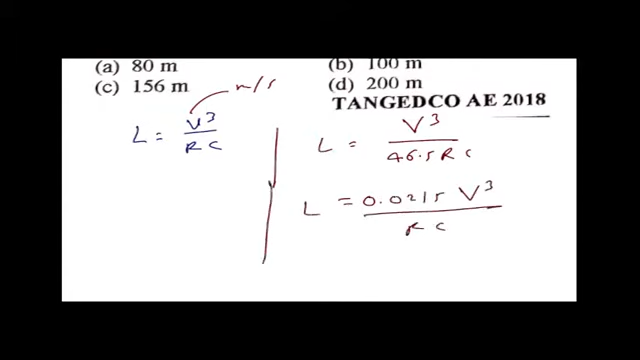 (a) 80 m (b) 100 m
(c) 156 m (d) 200 m
TANGEDCO AE 2018
m/s
L = V³ / RC
L = V³ / 46.5 RC
L = 0.0215 V³ / RC